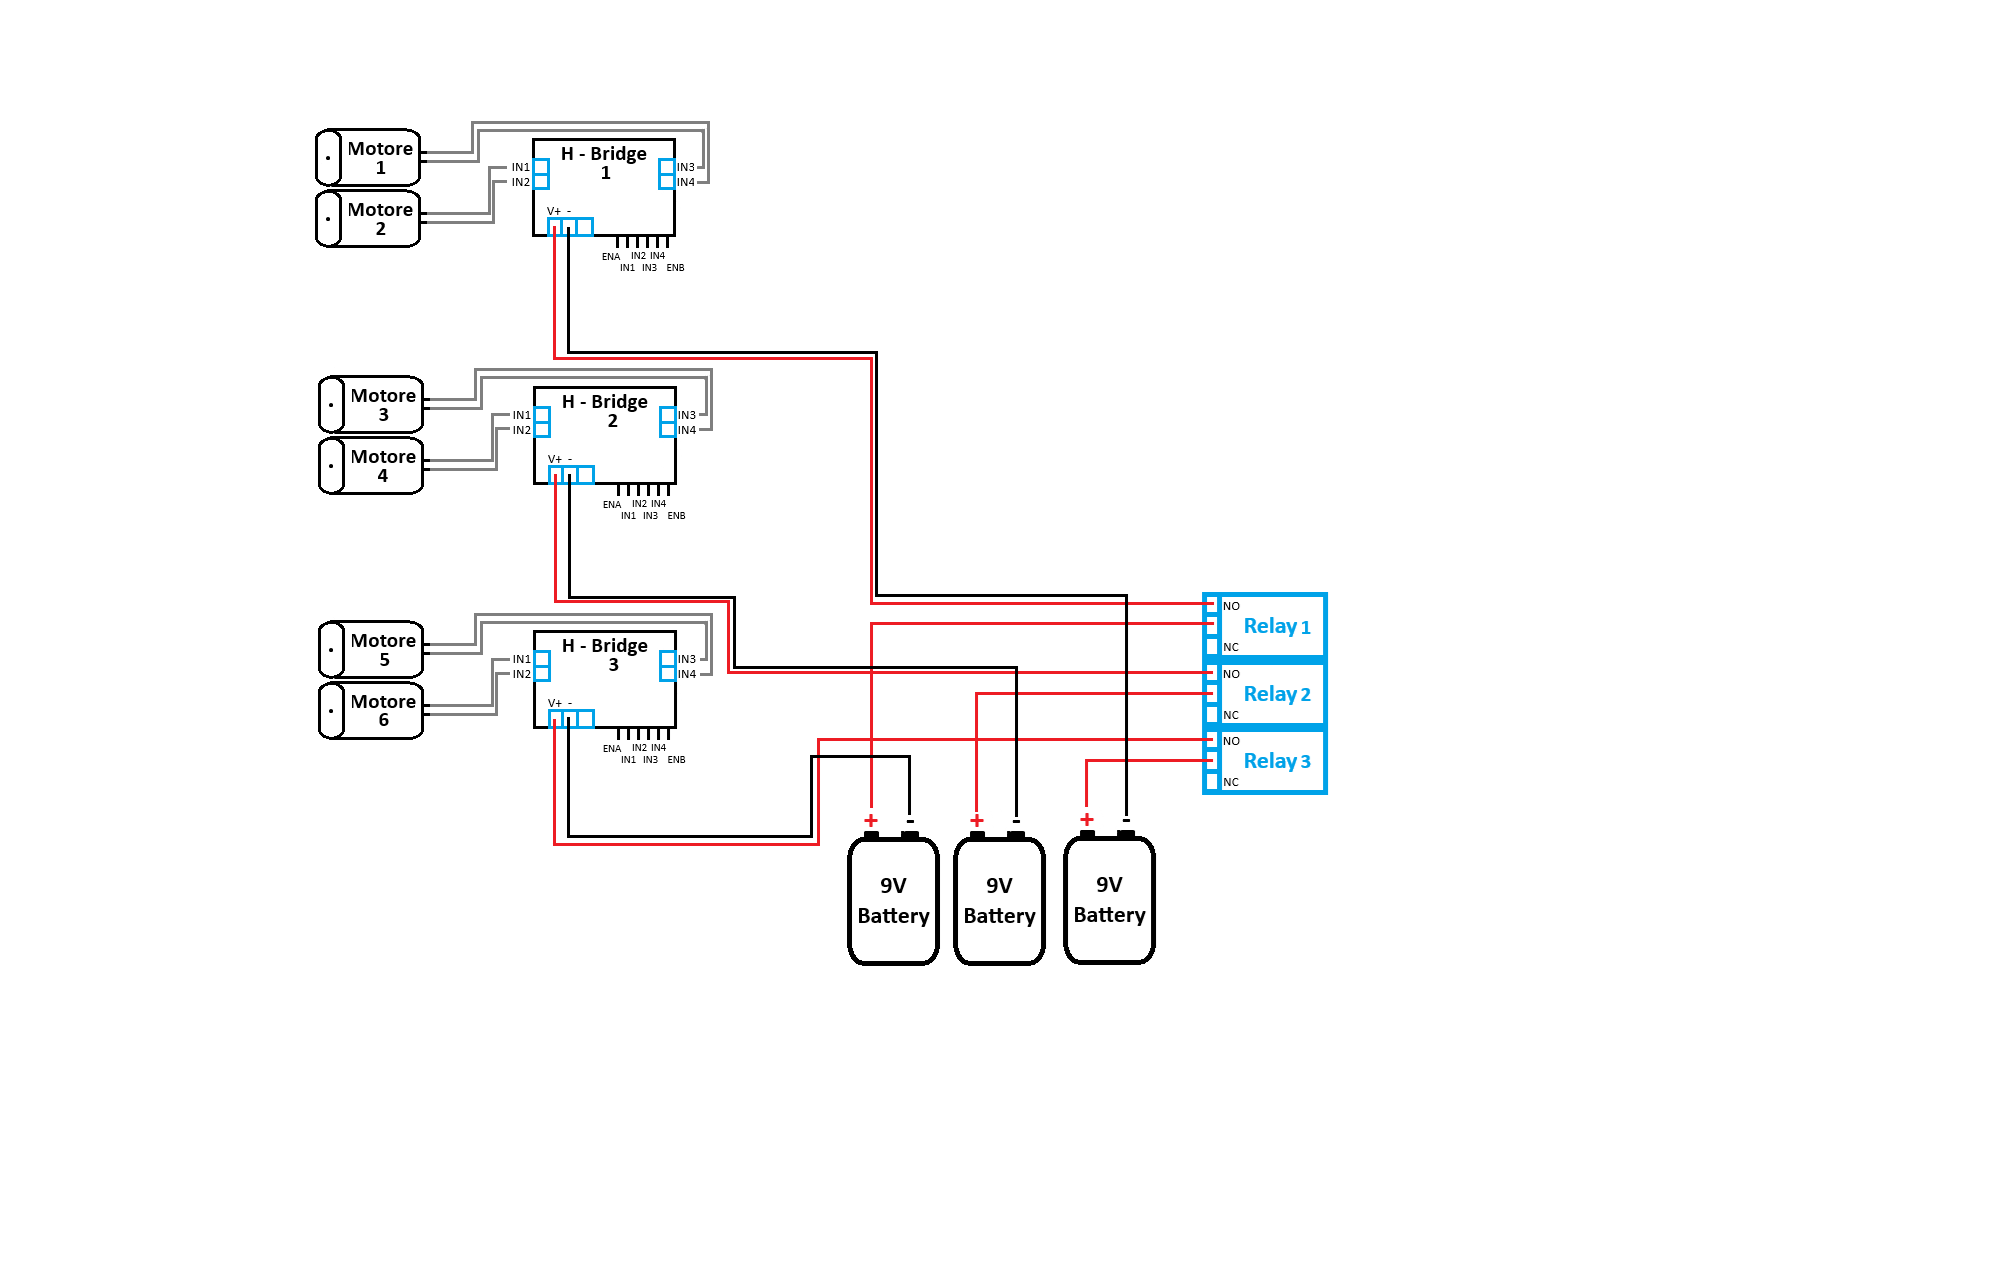 Motore
1
Motore
2
H - Bridge
1
IN1
IN2
IN3
IN4
V+ -
ENA
IN2 IN4
IN1 IN3 ENB
Motore
3
Motore
4
H - Bridge
2
IN1
IN2
IN3
IN4
V+ -
ENA
IN2 IN4
IN1 IN3 ENB
Motore
5
Motore
6
H - Bridge
3
IN1
IN2
IN3
IN4
V+ -
ENA
IN2 IN4
IN1 IN3 ENB
NO
Relay 1
NC
NO
Relay 2
NC
NO
Relay 3
NC
+ -
9V
Battery
+ -
9V
Battery
+ -
9V
Battery